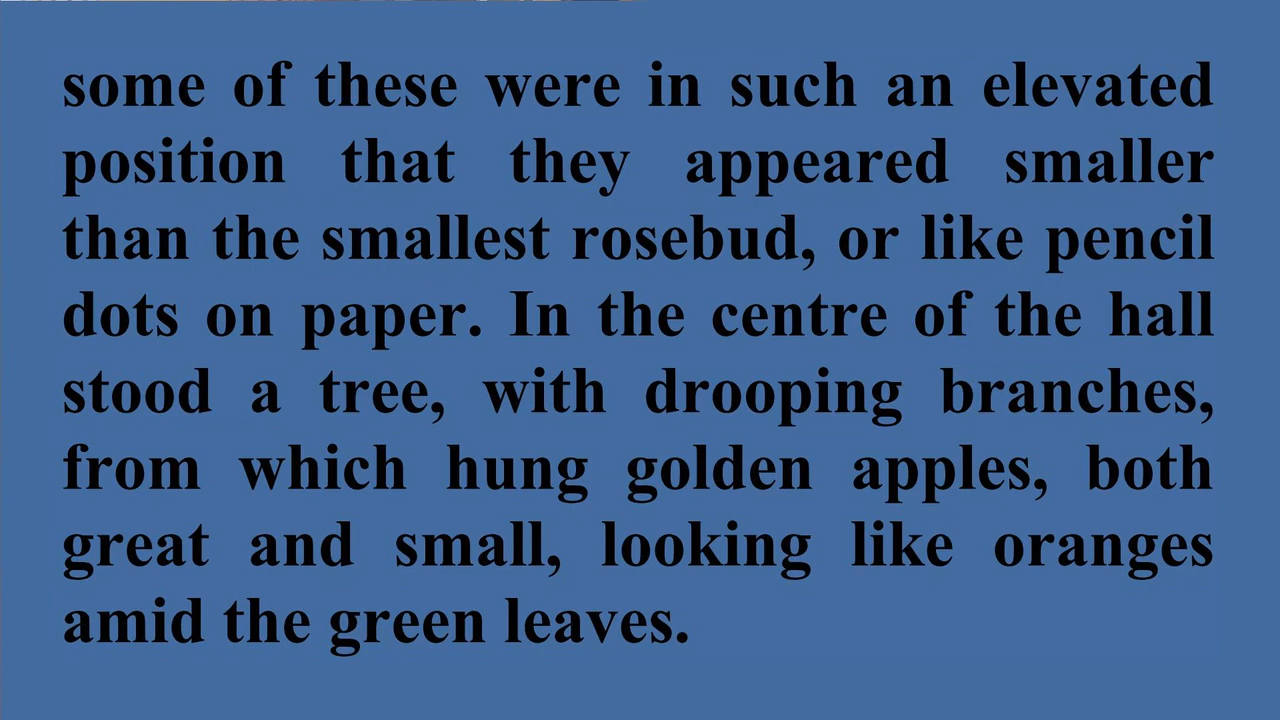 some of these were in such an elevated
position that they appeared smaller
than the smallest rosebud, or like pencil
dots on paper. In the centre of the hall
stood a tree, with drooping branches,
from which hung golden apples, both
great and small, looking like oranges
amid the green leaves.